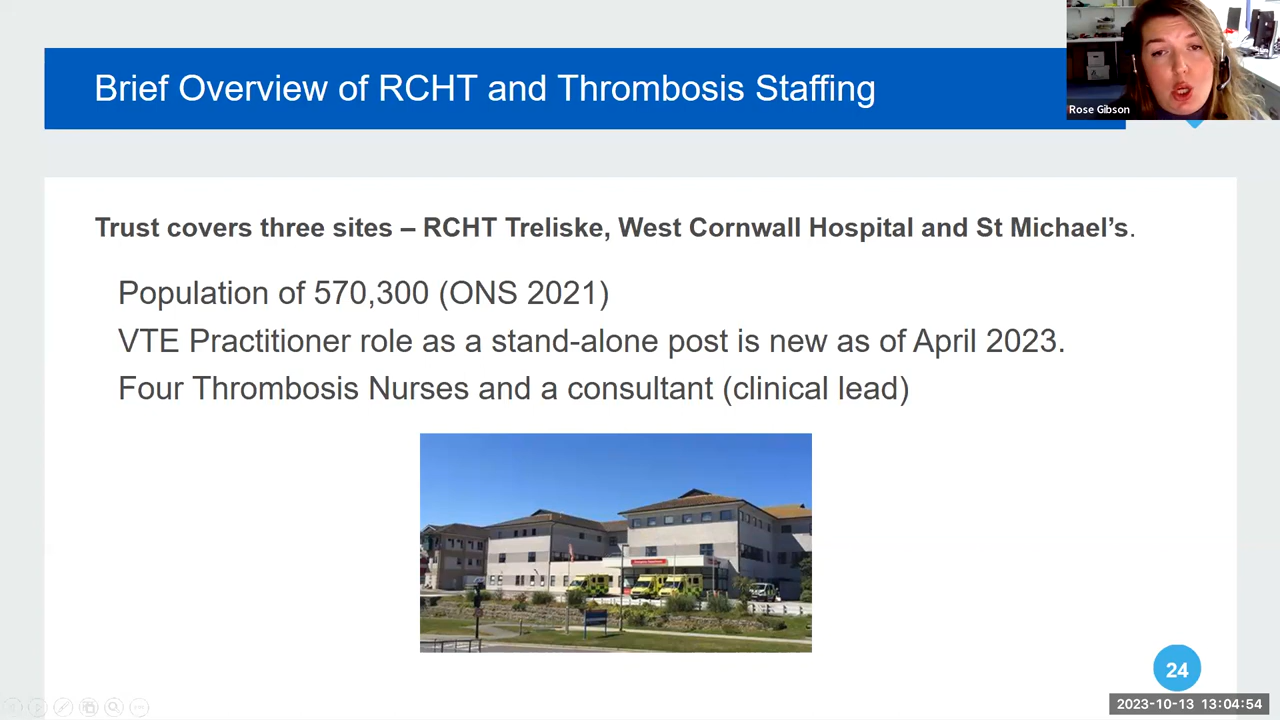 Brief Overview of RCHT and Thrombosis Staffing
Rose Gibson
Trust covers three sites – RCHT Treliske, West Cornwall Hospital and St Michael’s.
Population of 570,300 (ONS 2021)
VTE Practitioner role as a stand-alone post is new as of April 2023.
Four Thrombosis Nurses and a consultant (clinical lead)
24
2023-10-13 13:04:54